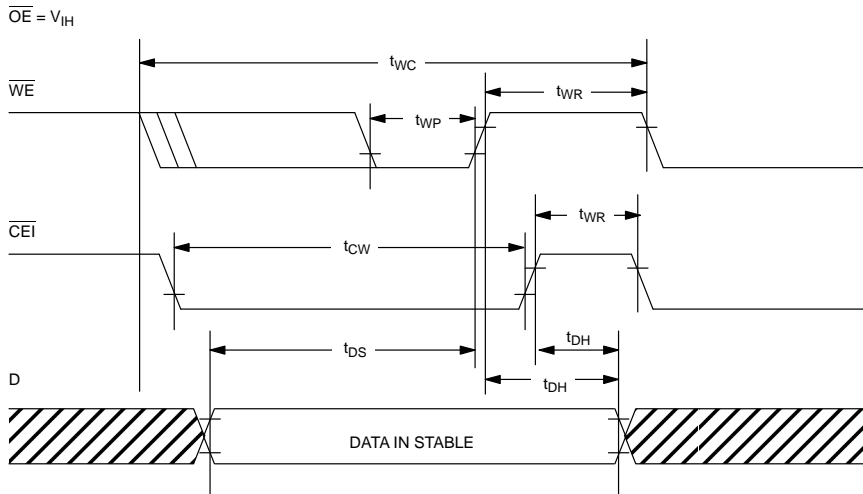 OE = VIH
tWC
WE
tWR
tWP
CEI
tWR
tCW
tDH
tDS
D
tDH
DATA IN STABLE